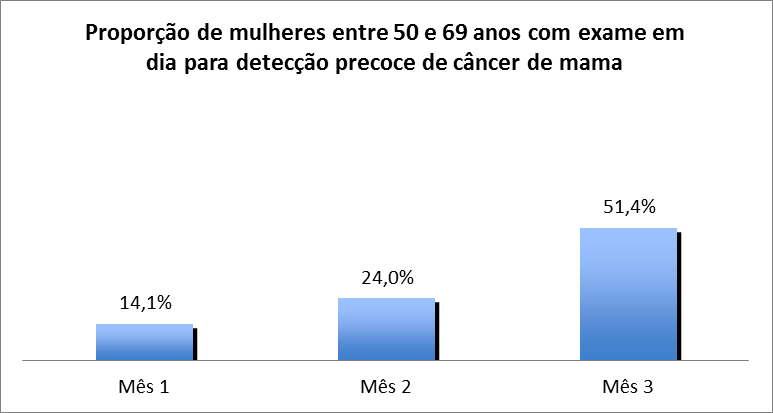 Proporção de mulheres entre 50 e 69 anos com exame em
dia para detecção precoce de câncer de mama
51,4%
24,0%
14,1%
Mês 1
Mês 2
Mês 3